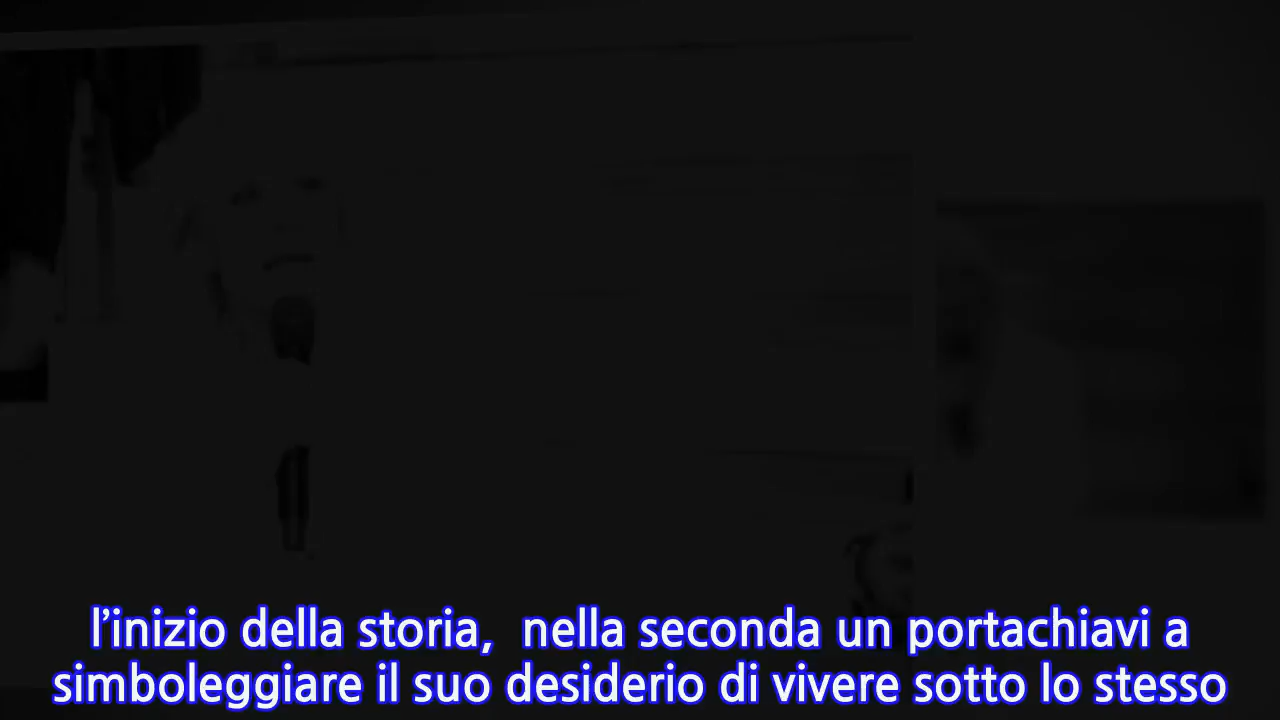 l’inizio della storia,  nella seconda un portachiavi a
simboleggiare il suo desiderio di vivere sotto lo stesso